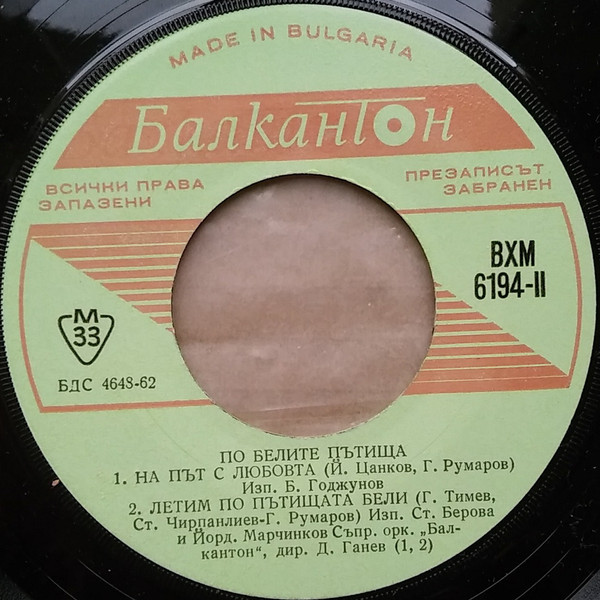 MADE IN BULGARIA
Балкантон
ВСИЧКИ ПРАВА
ЗАПАЗЕНИ
ПРЕЗАПИСЪТ
ЗАБРАНЕН
ВХМ
6194-II
М
33
БДС 4648-62
ПО БЕЛИТЕ ПЪТИЩА
1. НА ПЪТ С ЛЮБОВТА (Й. Цанков, Г. Румаров)
Изп. Б. Годжунов
2. ЛЕТИМ ПО ПЪТИЩАТА БЕЛИ (Г. Тимев,
Ст. Чирпанлиев-Г. Румаров) Изп. Ст. Берова
и Йорд. Марчинков Съпр. орк. „Бал-
кантон“, дир. Д. Ганев (1, 2)